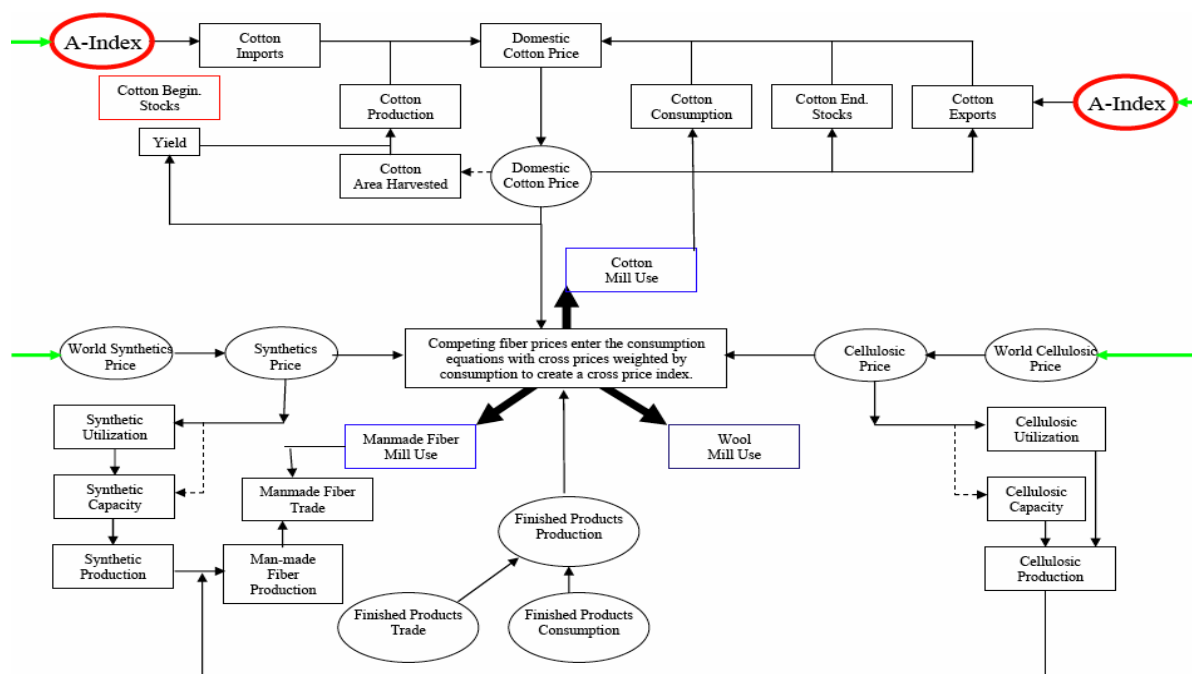 A-Index
Cotton
Imports
Domestic
Cotton Price
Cotton Begin.
Stocks
Cotton
Production
Cotton
Consumption
Cotton End.
Stocks
Cotton
Exports
A-Index
Yield
Cotton
Area Harvested
Domestic
Cotton Price
Cotton
Mill Use
World Synthetics
Price
Synthetics
Price
Competing fiber prices enter the consumption
equations with cross prices weighted by
consumption to create a cross price index.
Cellulosic
Price
World Cellulosic
Price
Synthetic
Utilization
Manmade Fiber
Mill Use
Wool
Mill Use
Cellulosic
Utilization
Synthetic
Capacity
Manmade Fiber
Trade
Finished Products
Production
Cellulosic
Capacity
Synthetic
Production
Man-made
Fiber
Production
Cellulosic
Production
Finished Products
Trade
Finished Products
Consumption